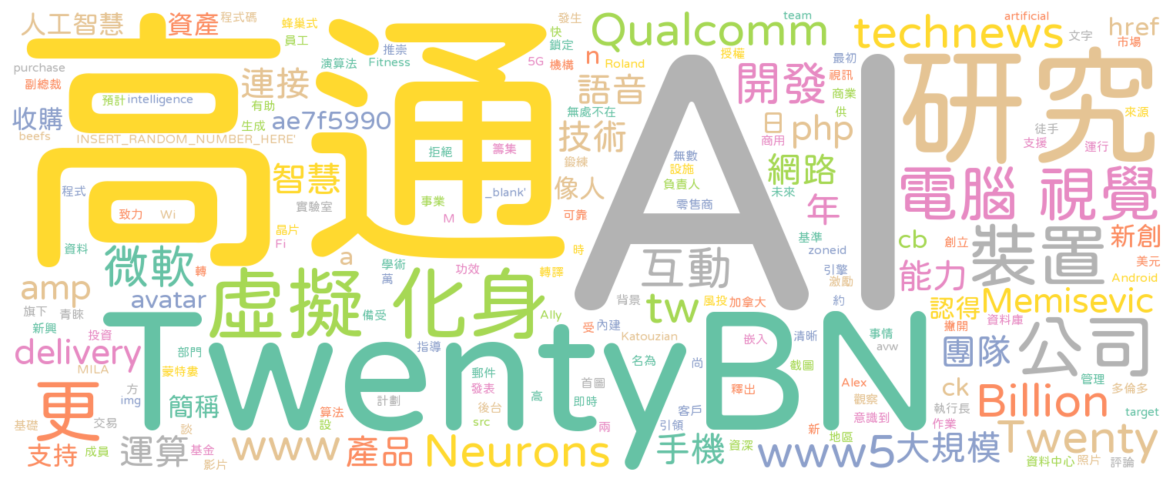 人工智慧
資產
程式碼
蜂巢式
員工
發生
推崇
Fitness
演算法
快
鎖定
5G
機構
n
Roland
Qualcomm
team
授權
technews
artificial
文字
href
市場
purchase
副總裁
預計
intelligence
高通
連接
收購
有助
生成
ae7f5990
beefs
INSERT_RANDOM_NUMBER_HERE'
語音
無處不在
技術
開發
最初
視訊
商業
供
日
php
商用
AI
研究
來源
徒手
支援
運行
拒絕
籌集
鍛練
無數
設施
負責人
網路
未來
智慧
_blank'
像人
零售商
年
電腦 視覺
程式
致力
Wi
實驗室
事業
M
可靠
晶片
Fi
資料
轉
微軟
a
學術
萬
功效
時
轉譯
互動
基準
zoneid
引擎
激勵
cb
創立
新創
美元
Android
能力
裝置
amp
avatar
虛擬 化身
備受
Ally
背景
tw
風投
加拿大
約
認得
Memisevic
旗下
青睞
新興
投資
受
內建
Katouzian
嵌入
清晰
事情
avw
撇開
資料庫
公司
delivery
MILA
部門
蒙特婁
TwentyBN
指導
郵件
發表
名為
尚
截圖
團隊
管理
多倫多
更
方
img
簡稱
計劃
首圖
即時
高
兩
釋出
Alex
觀察
ck
執行長
Billion
target
基礎
交易
算法
設
談
後台
src
客戶
引領
新
意識到
作業
支持
成員
運算
基金
影片
www
產品
Neurons
手機
資深
地區
www5
大規模
Twenty
資料中心
照片
評論